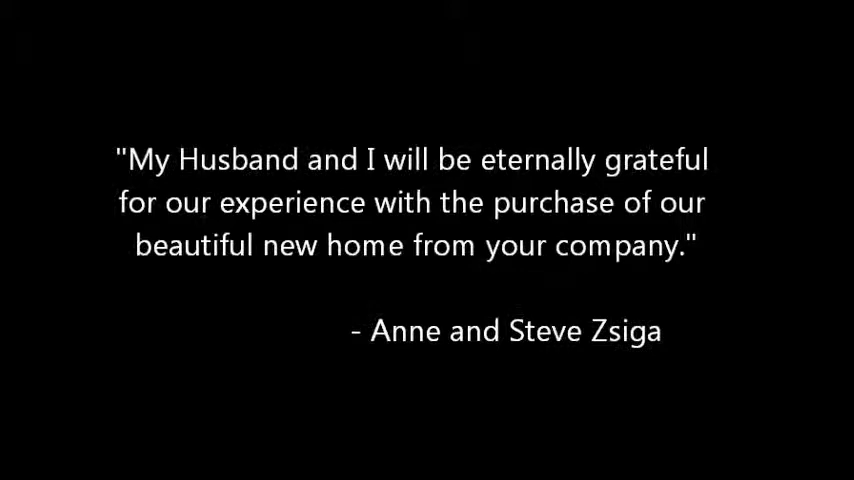 "My Husband and I will be eternally grateful
for our experience with the purchase of our
beautiful new home from your company."
- Anne and Steve Zsiga